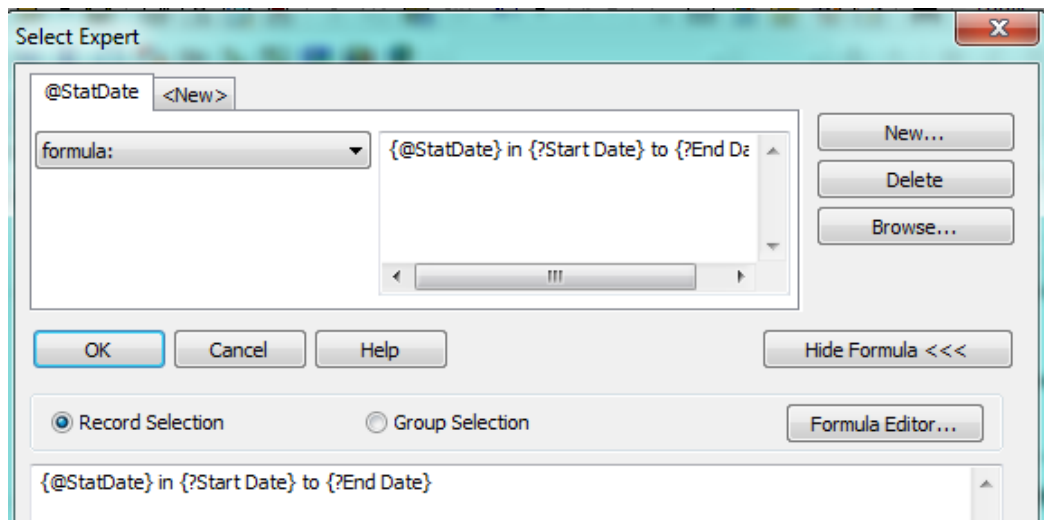 Select Expert
@StatDate <New>
formula: {@StatDate} in {?Start Date} to {?End Da
New...
Delete
Browse...
OK Cancel Help Hide Formula <<<
Record Selection Group Selection Formula Editor...
{@StatDate} in {?Start Date} to {?End Date}